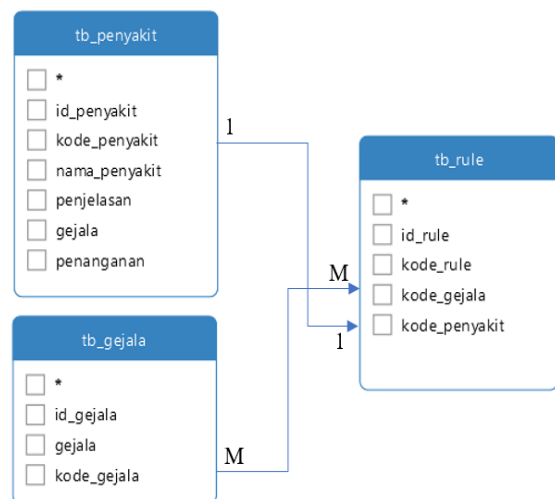 tb_penyakit
*
id_penyakit
kode_penyakit
nama_penyakit
penjelasan
gejala
penanganan
1
tb_rule
*
id_rule
kode_rule
kode_gejala
kode_penyakit
M
1
tb_gejala
*
id_gejala
gejala
kode_gejala
M